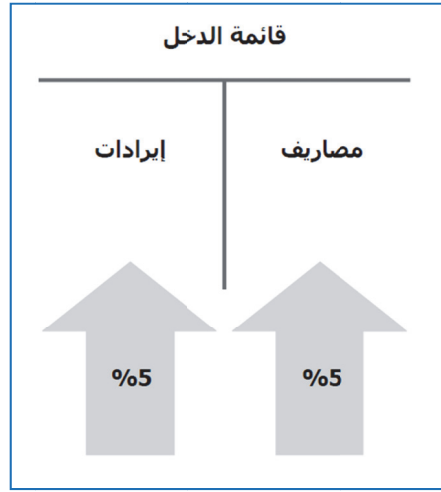 قائمة الدخل
مصاريف
إيرادات
%5
%5